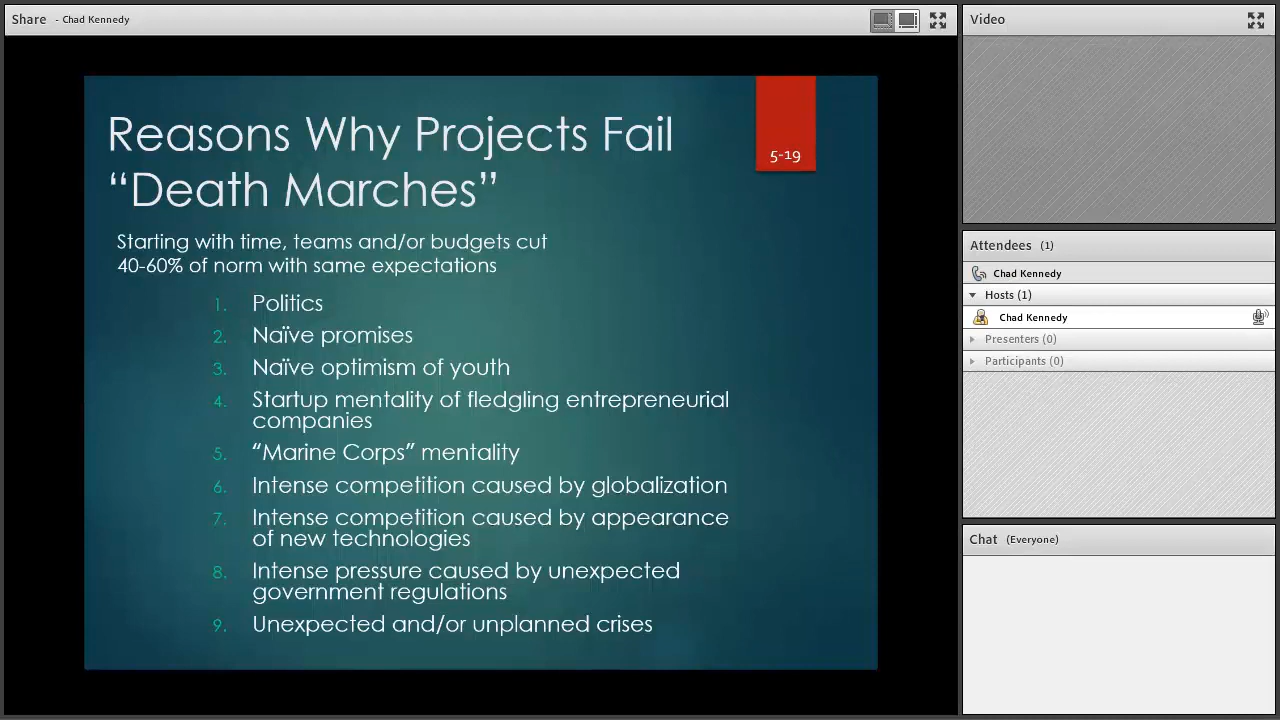 Share - Chad Kennedy
Reasons Why Projects Fail
“Death Marches”
5-19
Starting with time, teams and/or budgets cut
40-60% of norm with same expectations
1. Politics
2. Naïve promises
3. Naïve optimism of youth
4. Startup mentality of fledgling entrepreneurial
companies
5. “Marine Corps” mentality
6. Intense competition caused by globalization
7. Intense competition caused by appearance
of new technologies
8. Intense pressure caused by unexpected
government regulations
9. Unexpected and/or unplanned crises
Video
Attendees (1)
Chad Kennedy
Hosts (1)
Chad Kennedy
Presenters (0)
Participants (0)
Chat (Everyone)